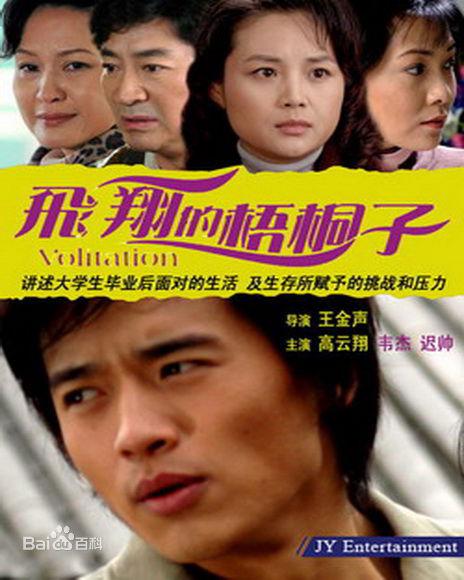 飛翔的梧桐子
Volitation
讲述大学生毕业后面对的生活 及生存所赋予的挑战和压力
导演 王金声
主演 高云翔 韦杰 迟帅
Bai百科
JY Entertainment